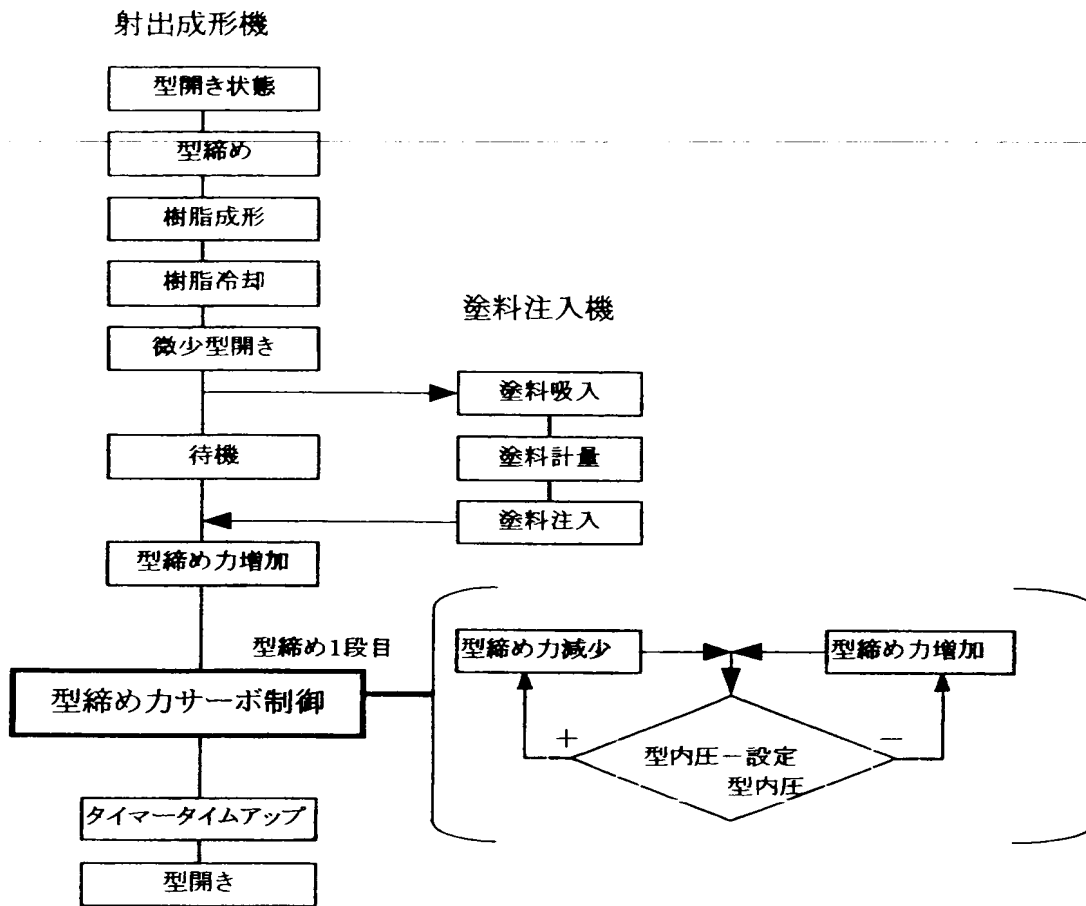 射出成形機
型開き状態
型締め
樹脂成形
樹脂冷却
微少型開き
塗料注入機
塗料吸入
待機
塗料計量
塗料注入
型締め力増加
型締め1段目
型締め力サーボ制御
型締め力減少
型締め力増加
+
−
型内圧−設定
型内圧
タイマータイムアップ
型開き